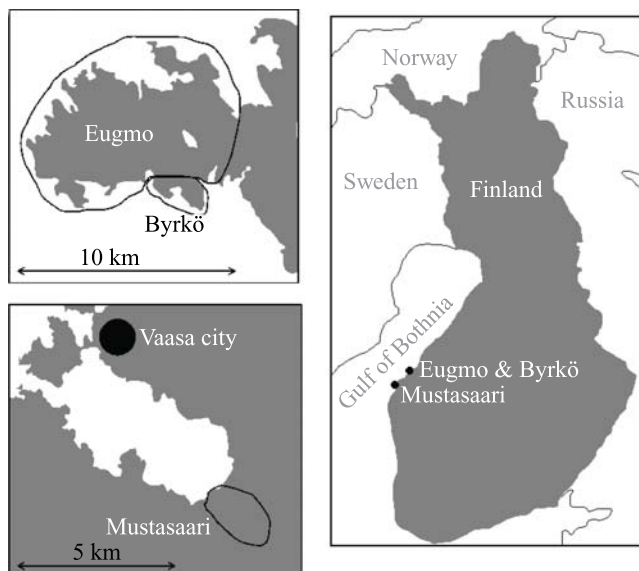 Eugmo
Byrkö
10 km
Vaasa city
Mustasaari
5 km
Norway
Russia
Sweden
Finland
Gulf of Bothnia
Eugmo & Byrkö
Mustasaari